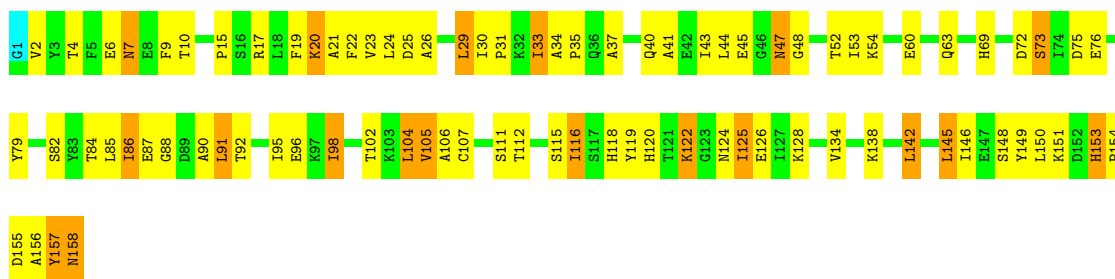 G1 V2 Y3 T4 F5 E6 N7 E8 F9 T10 P15 S16 R17 L18 F19 K20 A21 F22 V23 L24 D25 A26 L29 I30 P31 K32 I33 A34 P35 Q36 A37 Q40 A41 E42 I43 L44 E45 G46 N47 G48 T52 I53 K54 E60 Q63 H69 D72 S73 I74 D75 E76
Y79 S82 Y83 T84 L85 I86 E87 G88 D89 A90 L91 T92 I95 E96 K97 I98 T102 K103 L104 V105 A106 C107 S111 T112 S115 I116 S117 H118 Y119 H120 T121 K122 G123 N124 I125 E126 I127 K128 V134 K138 L142 L145 I146 E147 S148 Y149 L150 K151 D152 H153 P154
D155 A156 Y157 N158